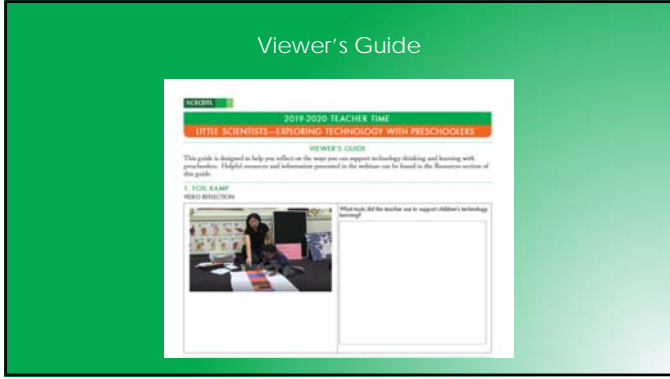 Viewer's Guide
NCECDTL
2019-2020 TEACHER TIME
LITTLE SCIENTISTS—EXPLORING TECHNOLOGY WITH PRESCHOOLERS
VIEWER'S GUIDE
This guide is designed to help you reflect on the ways you can support technology thinking and learning with
preschoolers. Helpful resources and information presented in the webinar can be found in the Resources section of
this guide.
1. FOIL RAMP
VIDEO REFLECTION
What tools did the teacher use to support children's technology
learning?